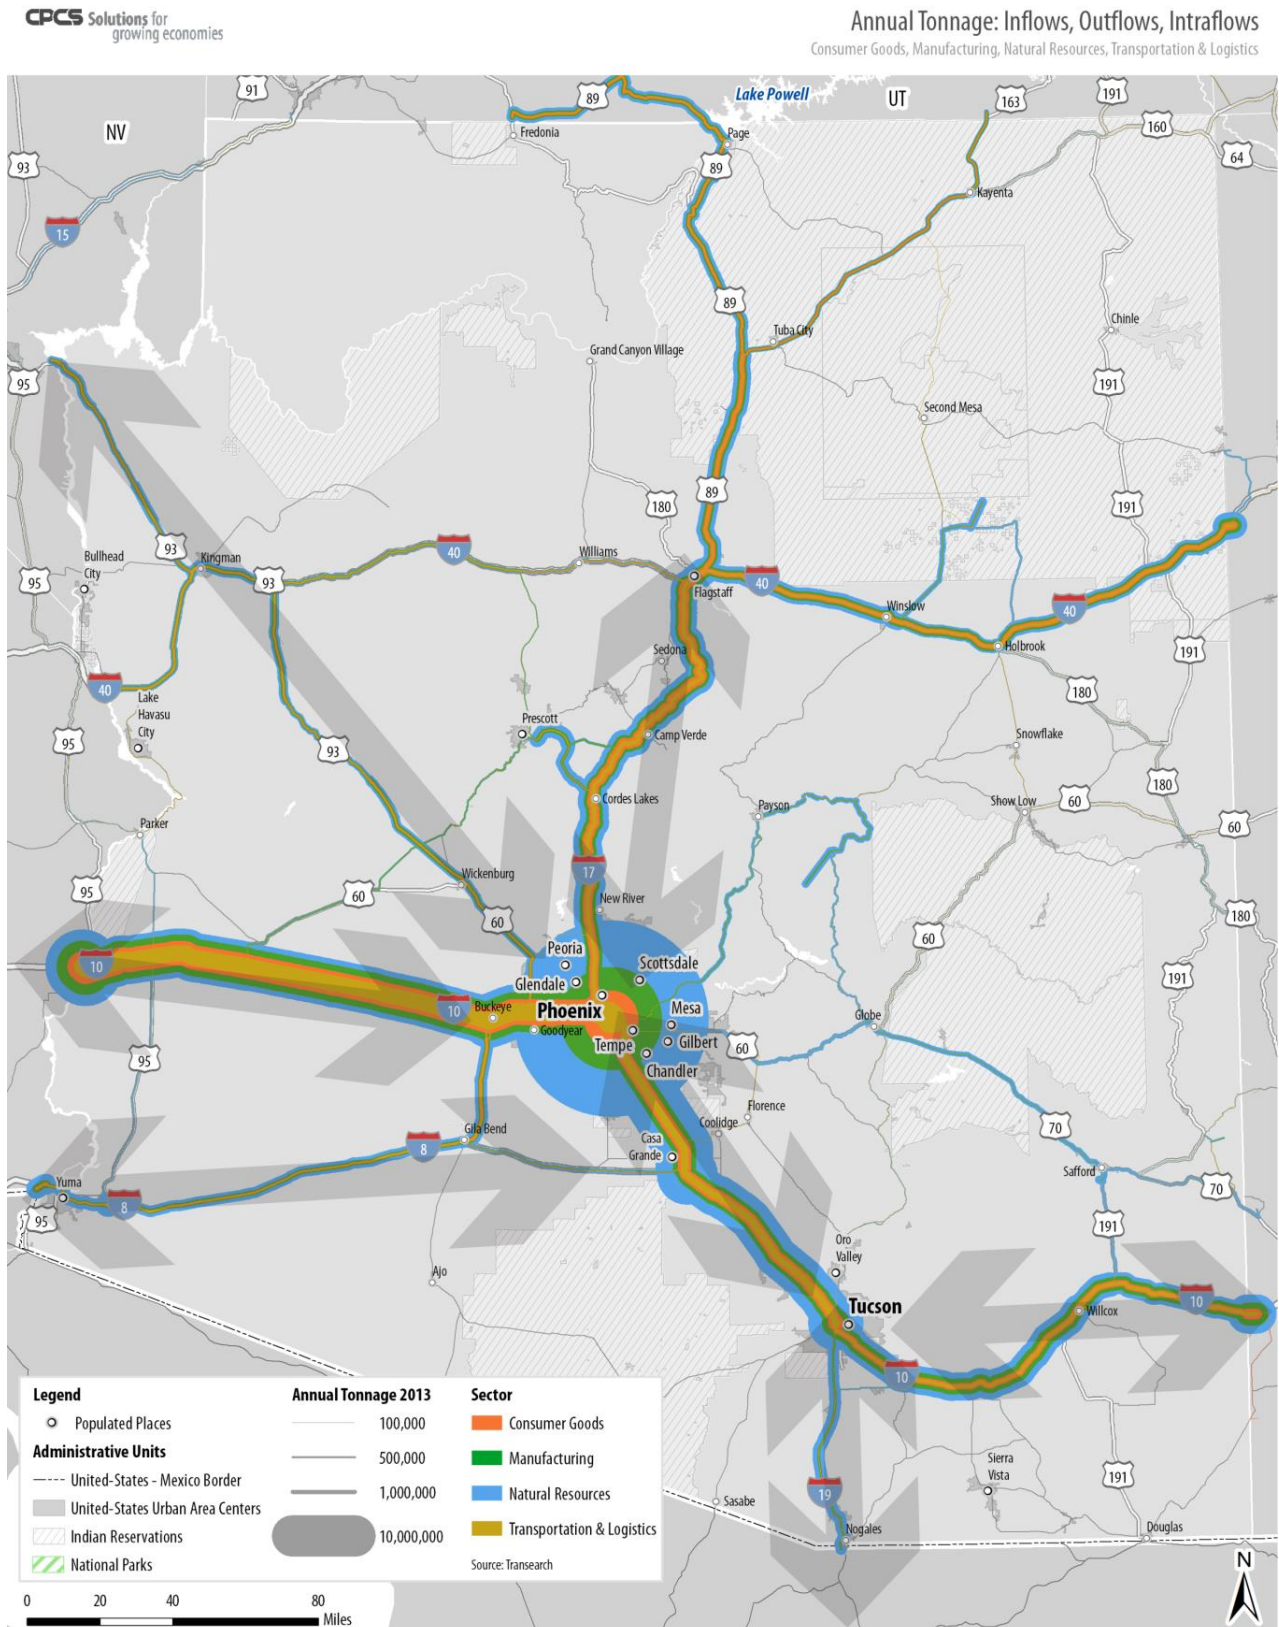 CPCS Solutions for
growing economies
Annual Tonnage: Inflows, Outflows, Intraflows
Consumer Goods, Manufacturing, Natural Resources, Transportation & Logistics
91
89
Lake Powell
UT
163
191
NV
Fredonia
Page
160
93
89
64
Kayenta
15
89
Tuba City
Chinle
Grand Canyon Village
95
191
Second Mesa
89
180
191
93
40
Williams
Bullhead
City
Kingman
93
95
Flagstaff
40
Winslow
40
Sedona
Holbrook
191
40
Lake
Havasu
City
180
Prescott
95
93
Camp Verde
Snowflake
180
Cordes Lakes
Payson
Show Low
60
Parker
60
17
Wickenburg
95
60
New River
60
180
60
Peoria
Scottsdale
10
Glendale
191
10
Buckeye
Phoenix
Mesa
Globe
Goodyear
Tempe
Gilbert
60
95
Chandler
Florence
Gila Bend
Coolidge
70
8
Casa
Grande
Safford
Yuma
70
8
95
191
Oro
Valley
Ajo
Tucson
10
Willcox
10
Legend
Populated Places
Administrative Units
United-States - Mexico Border
United-States Urban Area Centers
Indian Reservations
National Parks
Annual Tonnage 2013
100,000
500,000
1,000,000
10,000,000
Sector
Consumer Goods
Manufacturing
Natural Resources
Transportation & Logistics
Source: Transearch
Sierra
Vista
191
19
Sasabe
Nogales
Douglas
N
0 20 40 80
Miles